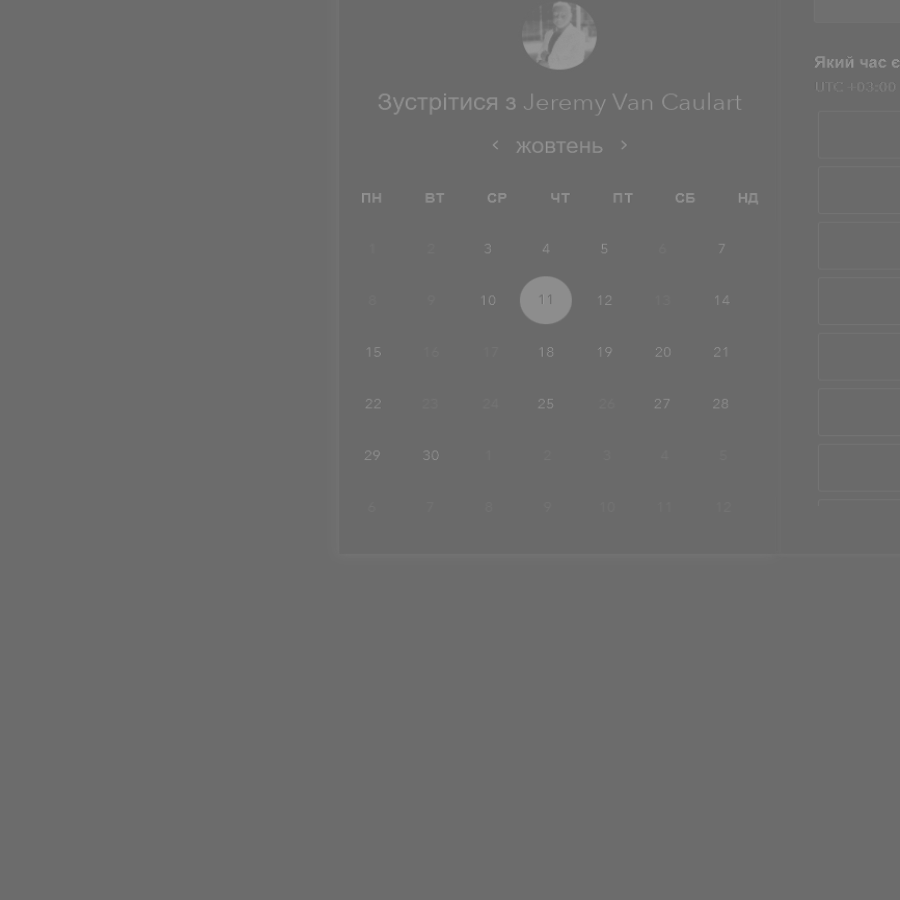 Зустрітися з Jeremy Van Caulart
жовтень
ПН ВТ СР ЧТ ПТ СБ НД
1 2 3 4 5 6 7
8 9 10 11 12 13 14
15 16 17 18 19 20 21
22 23 24 25 26 27 28
29 30 1 2 3 4 5
6 7 8 9 10 11 12
Який час є
UTC +03:00